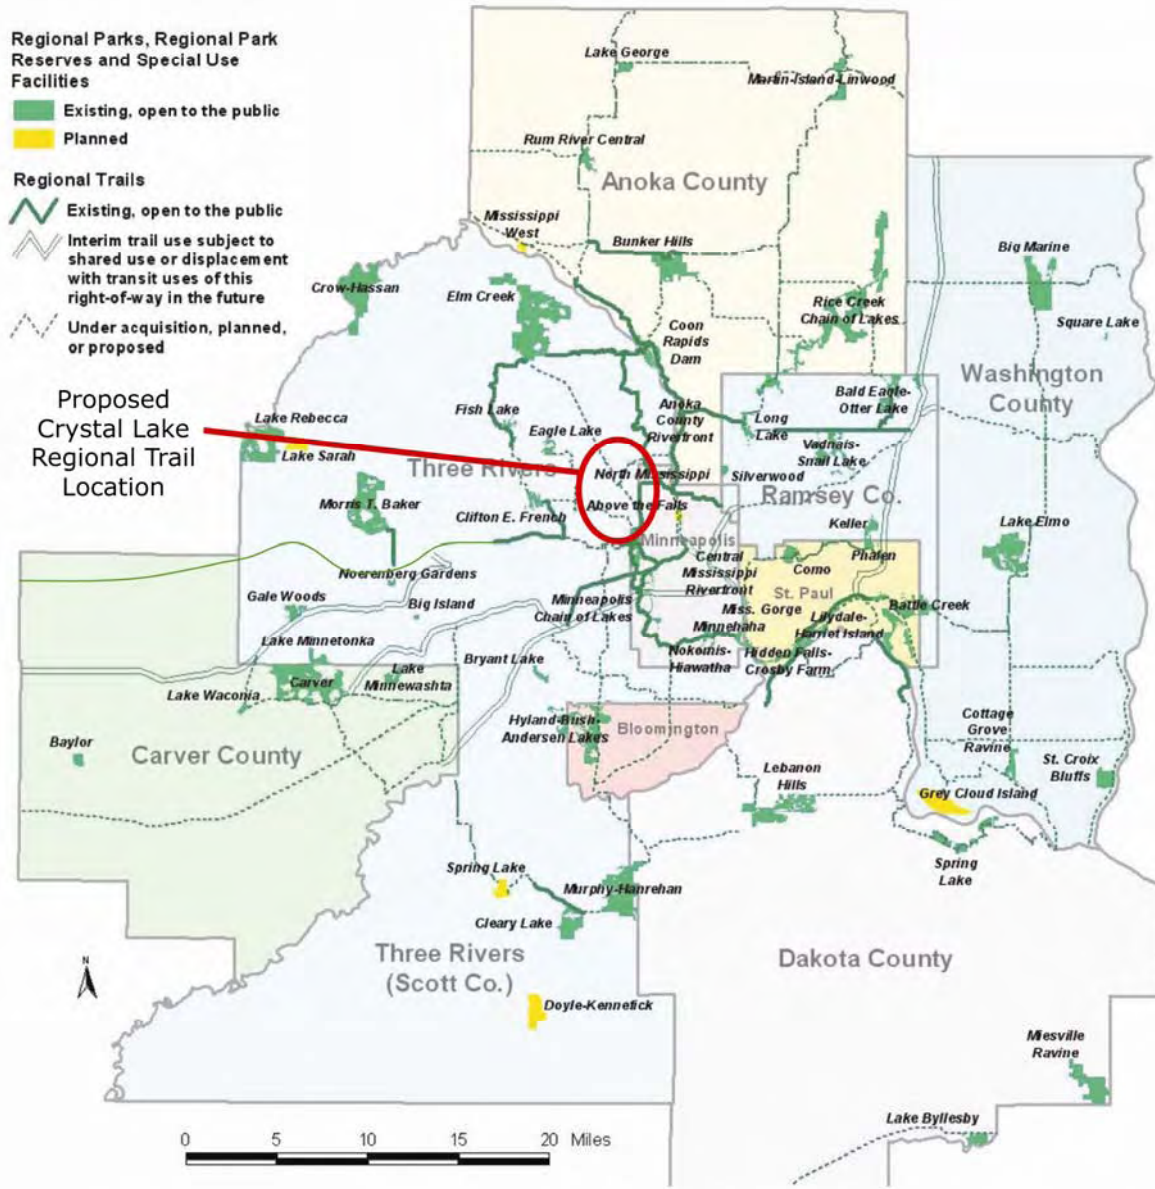 Regional Parks, Regional Park
Reserves and Special Use
Facilities
Existing, open to the public
Planned
Regional Trails
Existing, open to the public
Interim trail use subject to
shared use or displacement
with transit uses of this
right-of-way in the future
Under acquisition, planned,
or proposed
Proposed
Crystal Lake
Regional Trail
Location
Lake George
Martin-Island-Linwood
Rum River Central
Anoka County
Mississippi
West
Bunker Hills
Big Marine
Crow-Hassan
Elm Creek
Rice Creek
Chain of Lakes
Square Lake
Coon
Rapids
Dam
Washington
County
Bald Eagle-
Otter Lake
Fish Lake
Anoka
County
Riverfront
Long
Lake
Lake Rebecca
Eagle Lake
Lake Sarah
Vadnais-
Snail Lake
Three Rivers
North Mississippi
Silverwood
Ramsey Co.
Morris T. Baker
Above the Falls
Clifton E. French
Keller
Lake Elmo
Minneapolis
Phalen
Central
Mississippi
Riverfront
Como
Noerenberg Gardens
Gale Woods
Big Island
Minneapolis
Chain of Lakes
St. Paul
Miss. Gorge
Battle Creek
Minnehaha
Lilydale-
Harriet Island
Lake Minnetonka
Nokomis-
Hiawatha
Hidden Falls-
Crosby Farm
Bryant Lake
Lake
Minnewashta
Carver
Lake Waconia
Hyland-Bush-
Andersen Lakes
Bloomington
Cottage
Grove
Ravine
Baylor
Carver County
St. Croix
Bluffs
Lebanon
Hills
Grey Cloud Island
Spring
Lake
Spring Lake
Murphy-Hanrehan
Cleary Lake
Three Rivers
(Scott Co.)
Dakota County
N
Doyle-Kennefick
Miesville
Ravine
Lake Byllesby
0 5 10 15 20 Miles